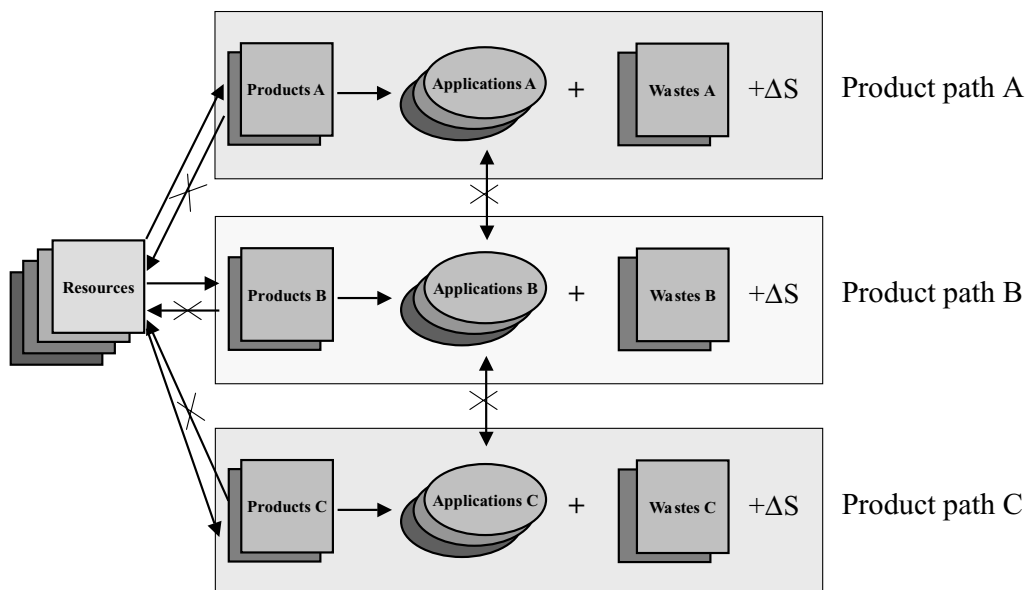 Products A
Applications A
+
Wastes A
+ΔS
Product path A
Resources
Products B
Applications B
+
Wastes B
+ΔS
Product path B
Products C
Applications C
+
Wastes C
+ΔS
Product path C